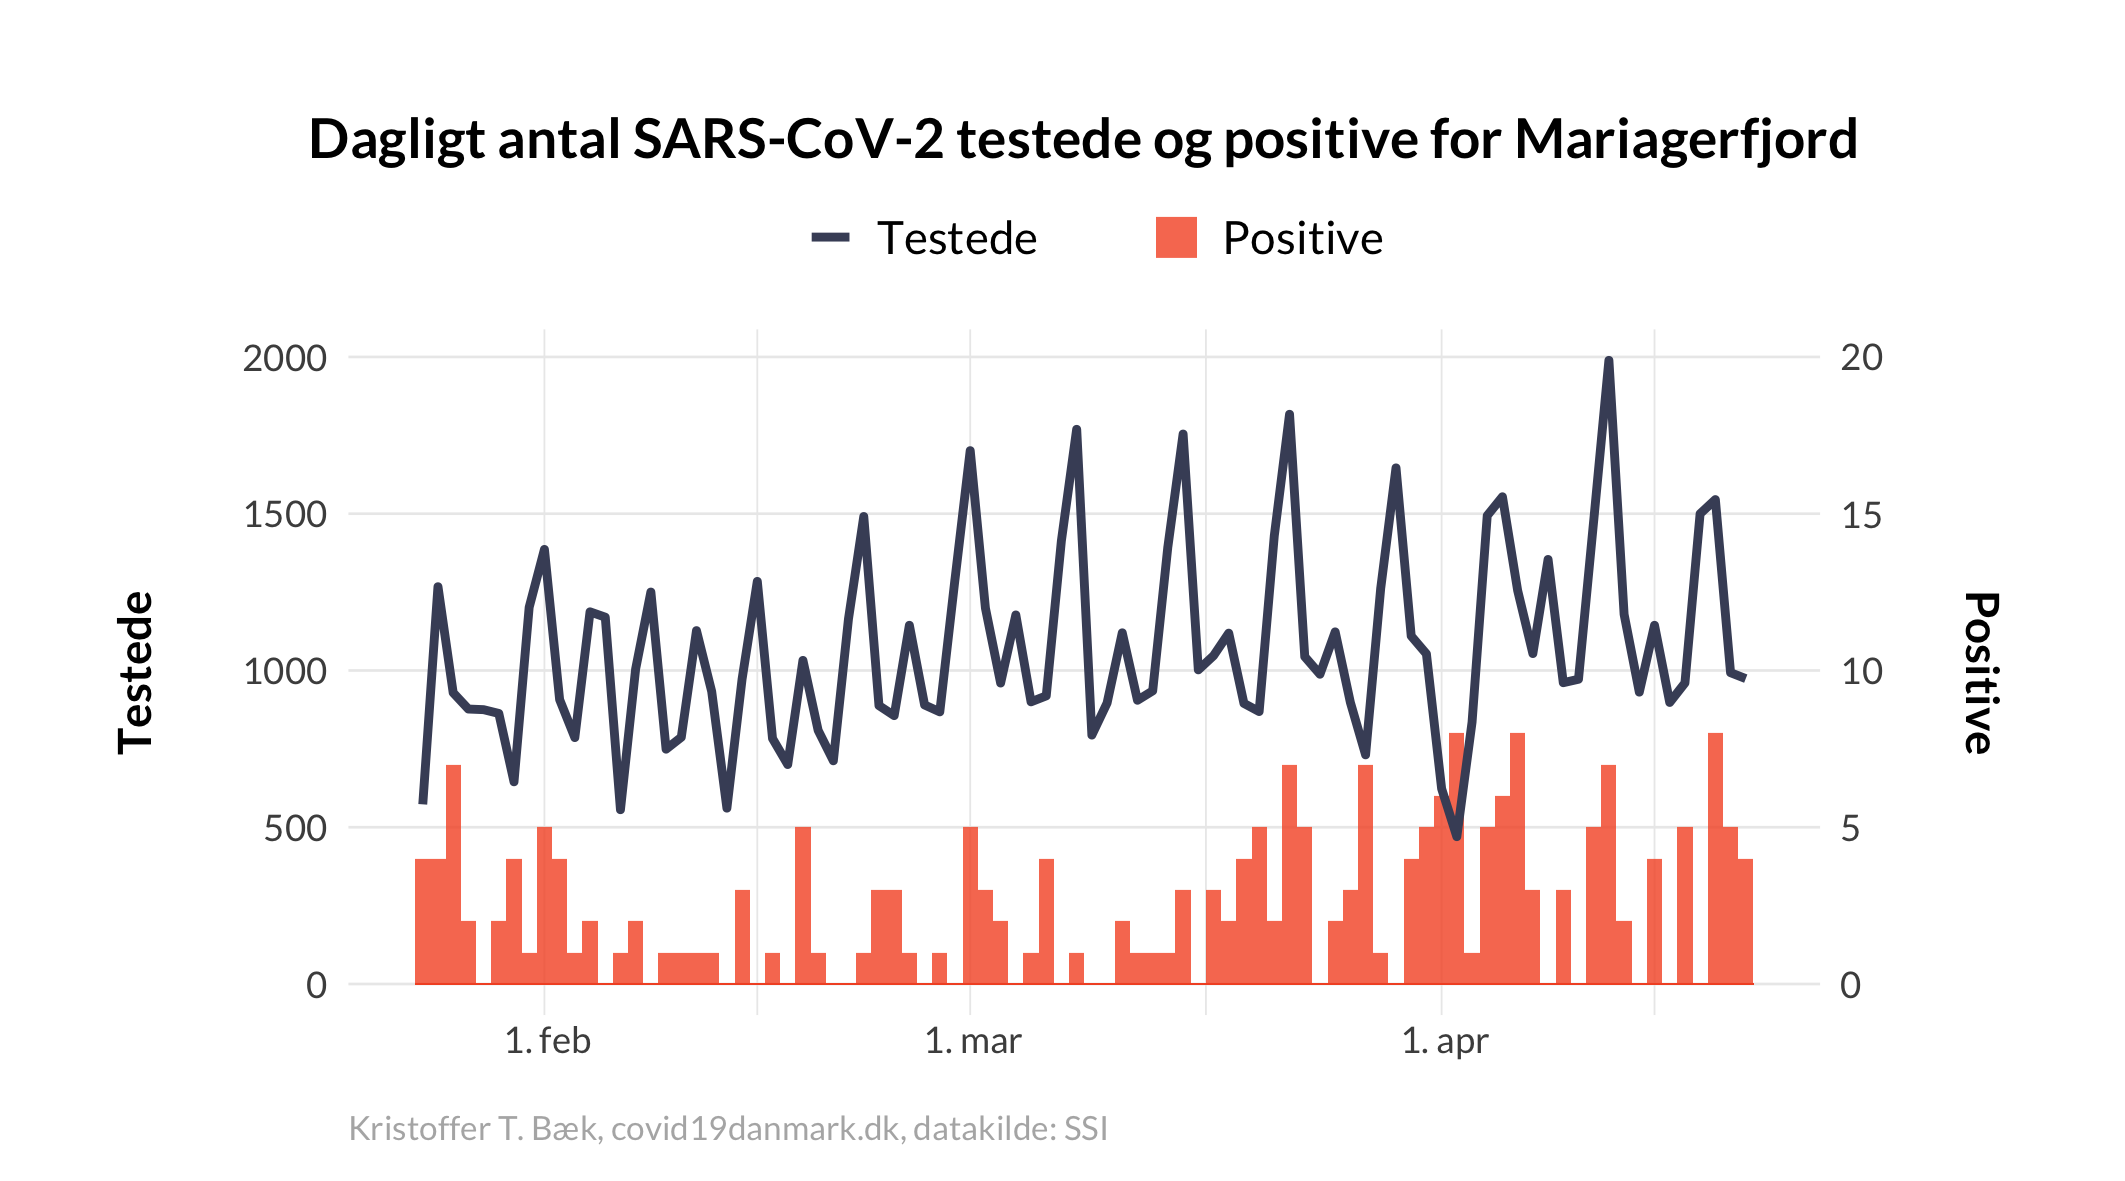 Dagligt antal SARS-CoV-2 testede og positive for Mariagerfjord
Testede
Positive
2000
1500
1000
500
0
20
15
10
5
0
Testede
Positive
1. feb
1. mar
1. apr
Kristoffer T. Bæk, covid19danmark.dk, datakilde: SSI